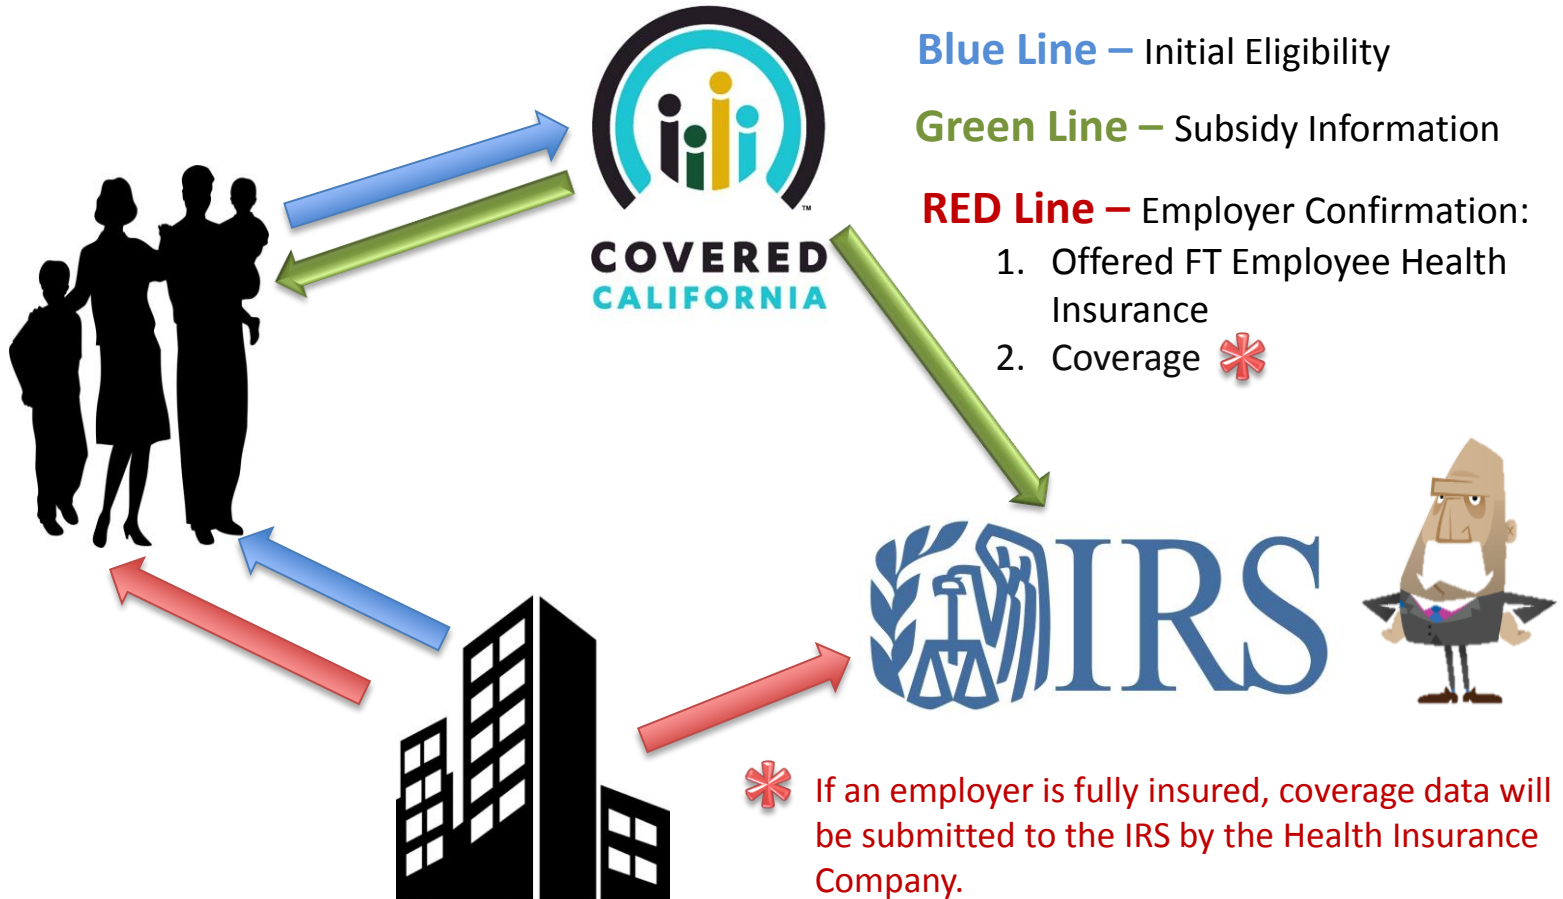 Blue Line – Initial Eligibility
Green Line – Subsidy Information
RED Line – Employer Confirmation:
1. Offered FT Employee Health
Insurance
2. Coverage *
™
COVERED
CALIFORNIA
IRS
* If an employer is fully insured, coverage data will
be submitted to the IRS by the Health Insurance
Company.